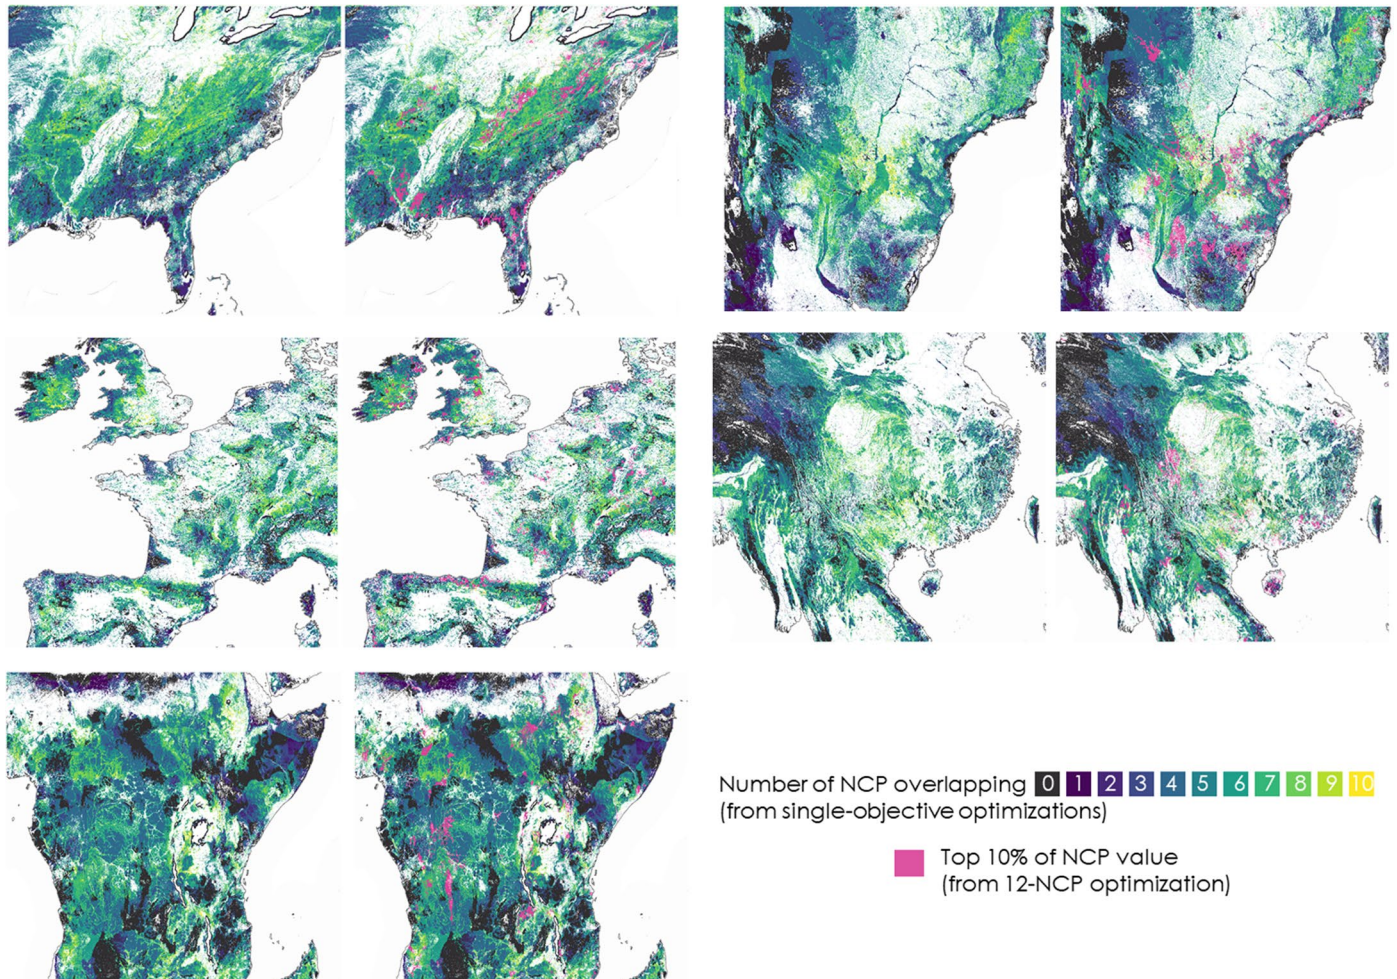 Number of NCP overlapping 0 1 2 3 4 5 6 7 8 9 10
(from single-objective optimizations)
Top 10% of NCP value
(from 12-NCP optimization)